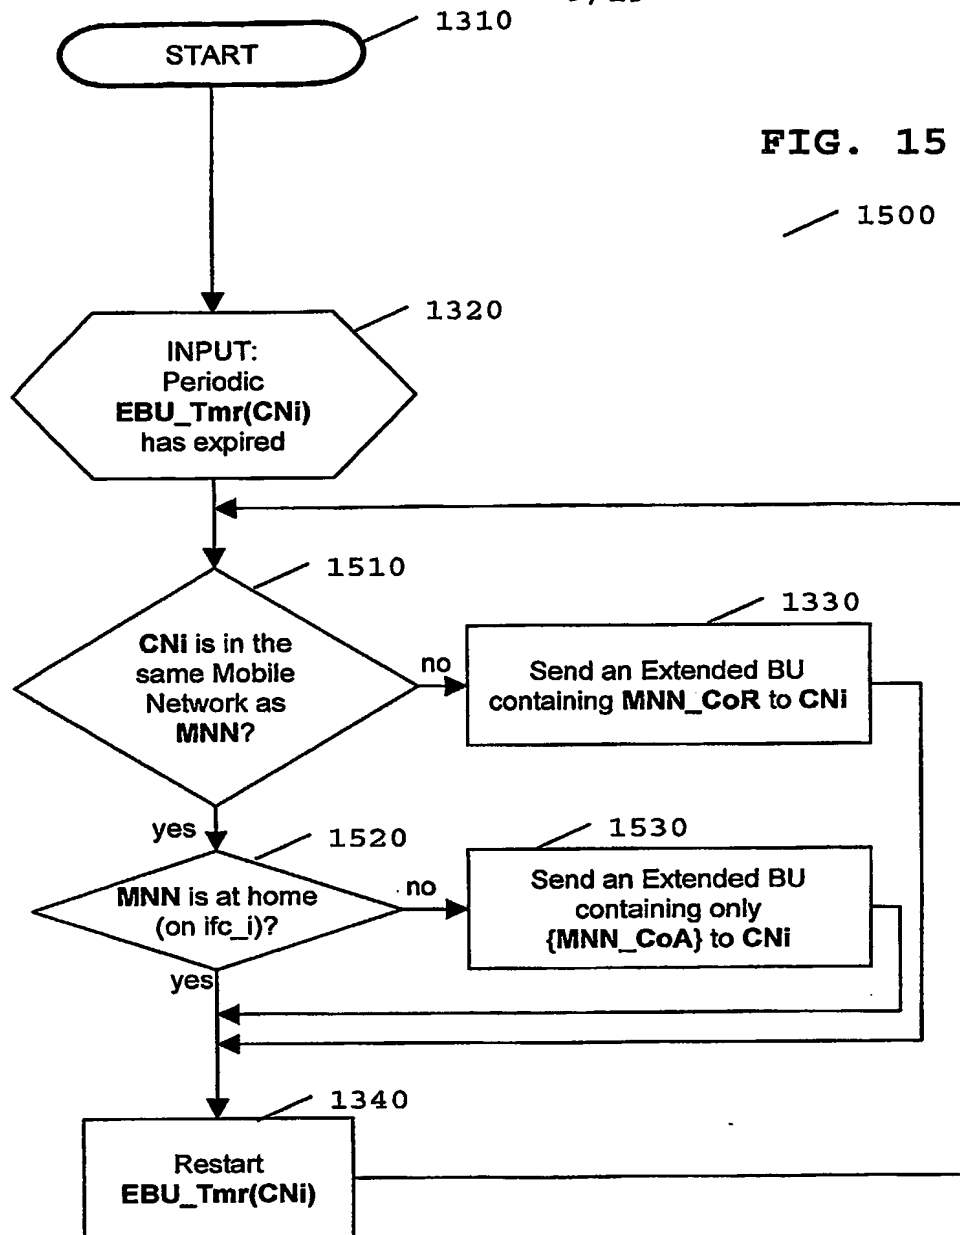 1310
START
FIG. 15
1500
1320
INPUT:
Periodic
EBU_Tmr(CNi)
has expired
1510
CNi is in the
same Mobile
Network as
MNN?
no
1330
Send an Extended BU
containing MNN_CoR to CNi
yes
1520
MNN is at home
(on ifc_i)?
no
1530
Send an Extended BU
containing only
{MNN_CoA} to CNi
yes
1340
Restart
EBU_Tmr(CNi)